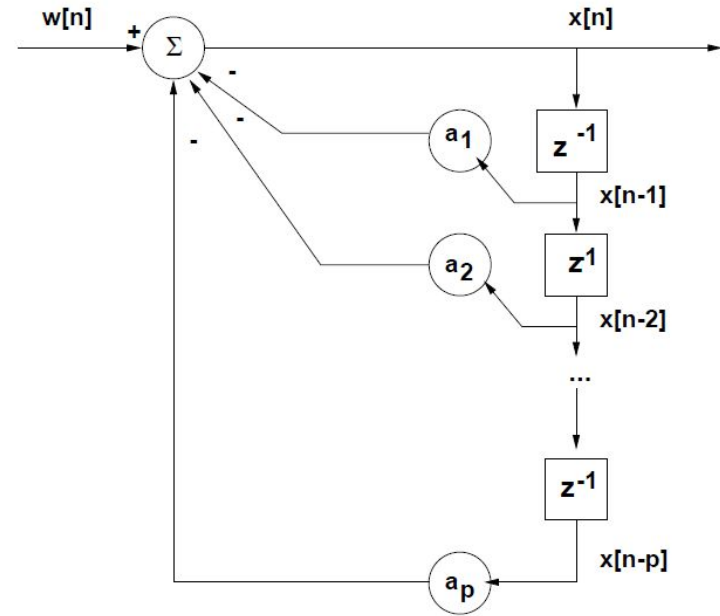 w[n]
+
Σ
x[n]
-
a1
z-1
-
-
x[n-1]
a2
z1
x[n-2]
...
z-1
x[n-p]
ap